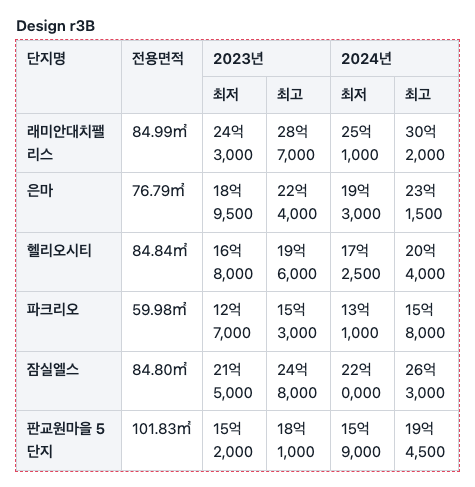 Design r3B
단지명 전용면적 2023년 2024년
최저 최고 최저 최고
래미안대치팰 84.99㎡ 24억 28억 25억 30억
리스 3,000 7,000 1,000 2,000
은마 76.79㎡ 18억 22억 19억 23억
9,500 4,000 3,000 1,500
헬리오시티 84.84㎡ 16억 19억 17억 20억
8,000 6,000 2,500 4,000
파크리오 59.98㎡ 12억 15억 13억 15억
7,000 3,000 1,000 8,000
잠실엘스 84.80㎡ 21억 24억 22억 26억
5,000 8,000 0,000 3,000
판교원마을 5 101.83㎡ 15억 18억 15억 19억
단지 2,000 1,000 9,000 4,500